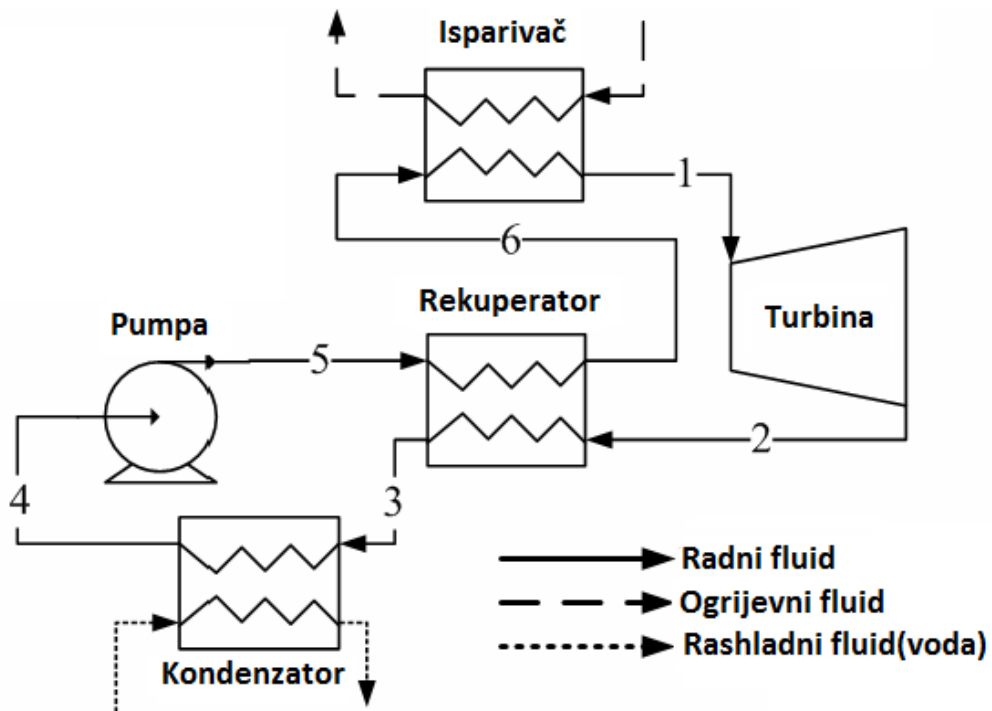 Isparivač
1
6
Rekuperator
Turbina
Pumpa
5
2
4
3
Radni fluid
Ogrijevni fluid
Rashladni fluid(voda)
Kondenzator